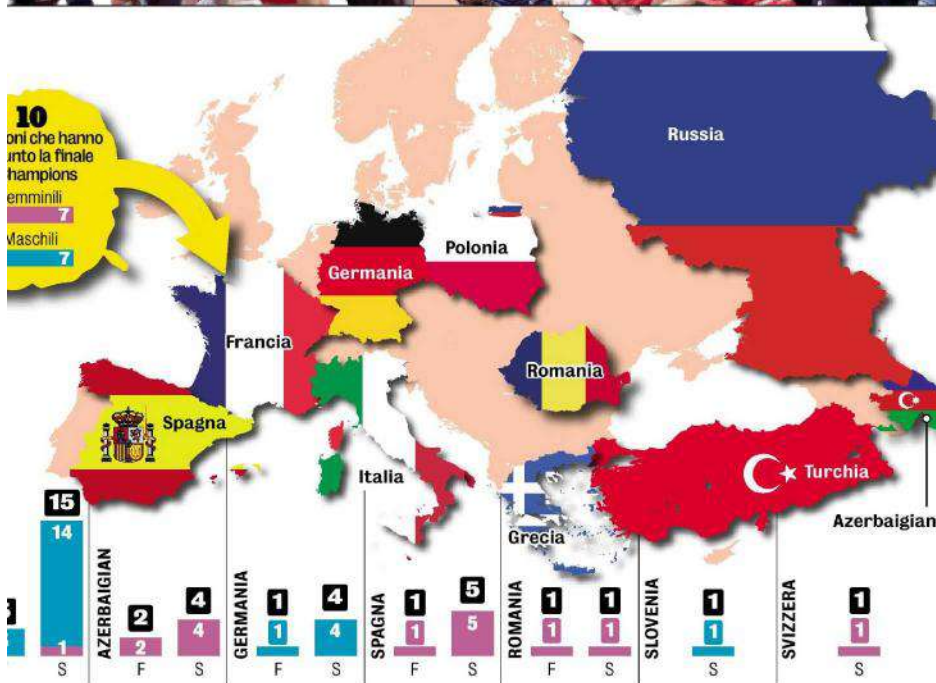 10
oni che hanno
unto la finale
hampions
emminili
7
Maschili
7
Russia
Polonia
Germania
Francia
Romania
Spagna
Italia
Grecia
Turchia
Azerbaigian
15
14
1
S
AZERBAIGIAN
2
2
F
4
4
S
GERMANIA
1
1
F
4
4
S
SPAGNA
1
1
F
5
5
S
ROMANIA
1
1
F
1
1
S
SLOVENIA
1
1
S
SVIZZERA
1
1
S